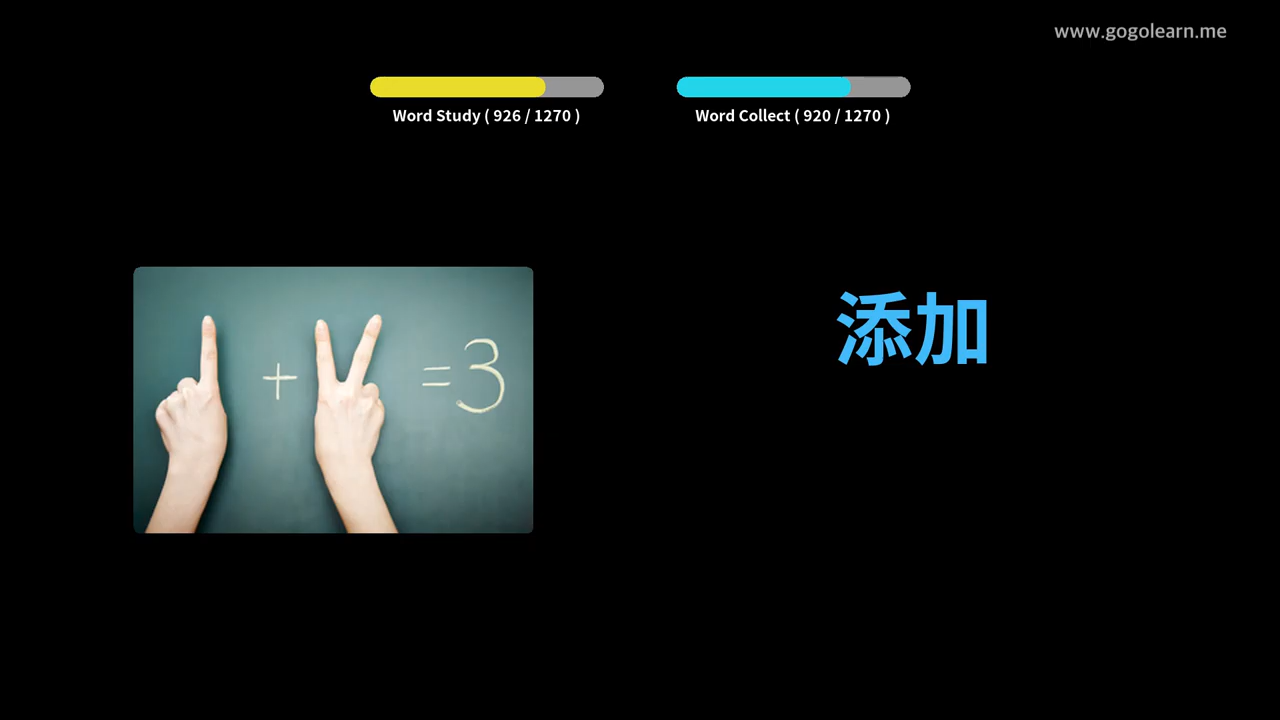 www.gogolearn.me
Word Study ( 926 / 1270 )
Word Collect ( 920 / 1270 )
添加
+ =3